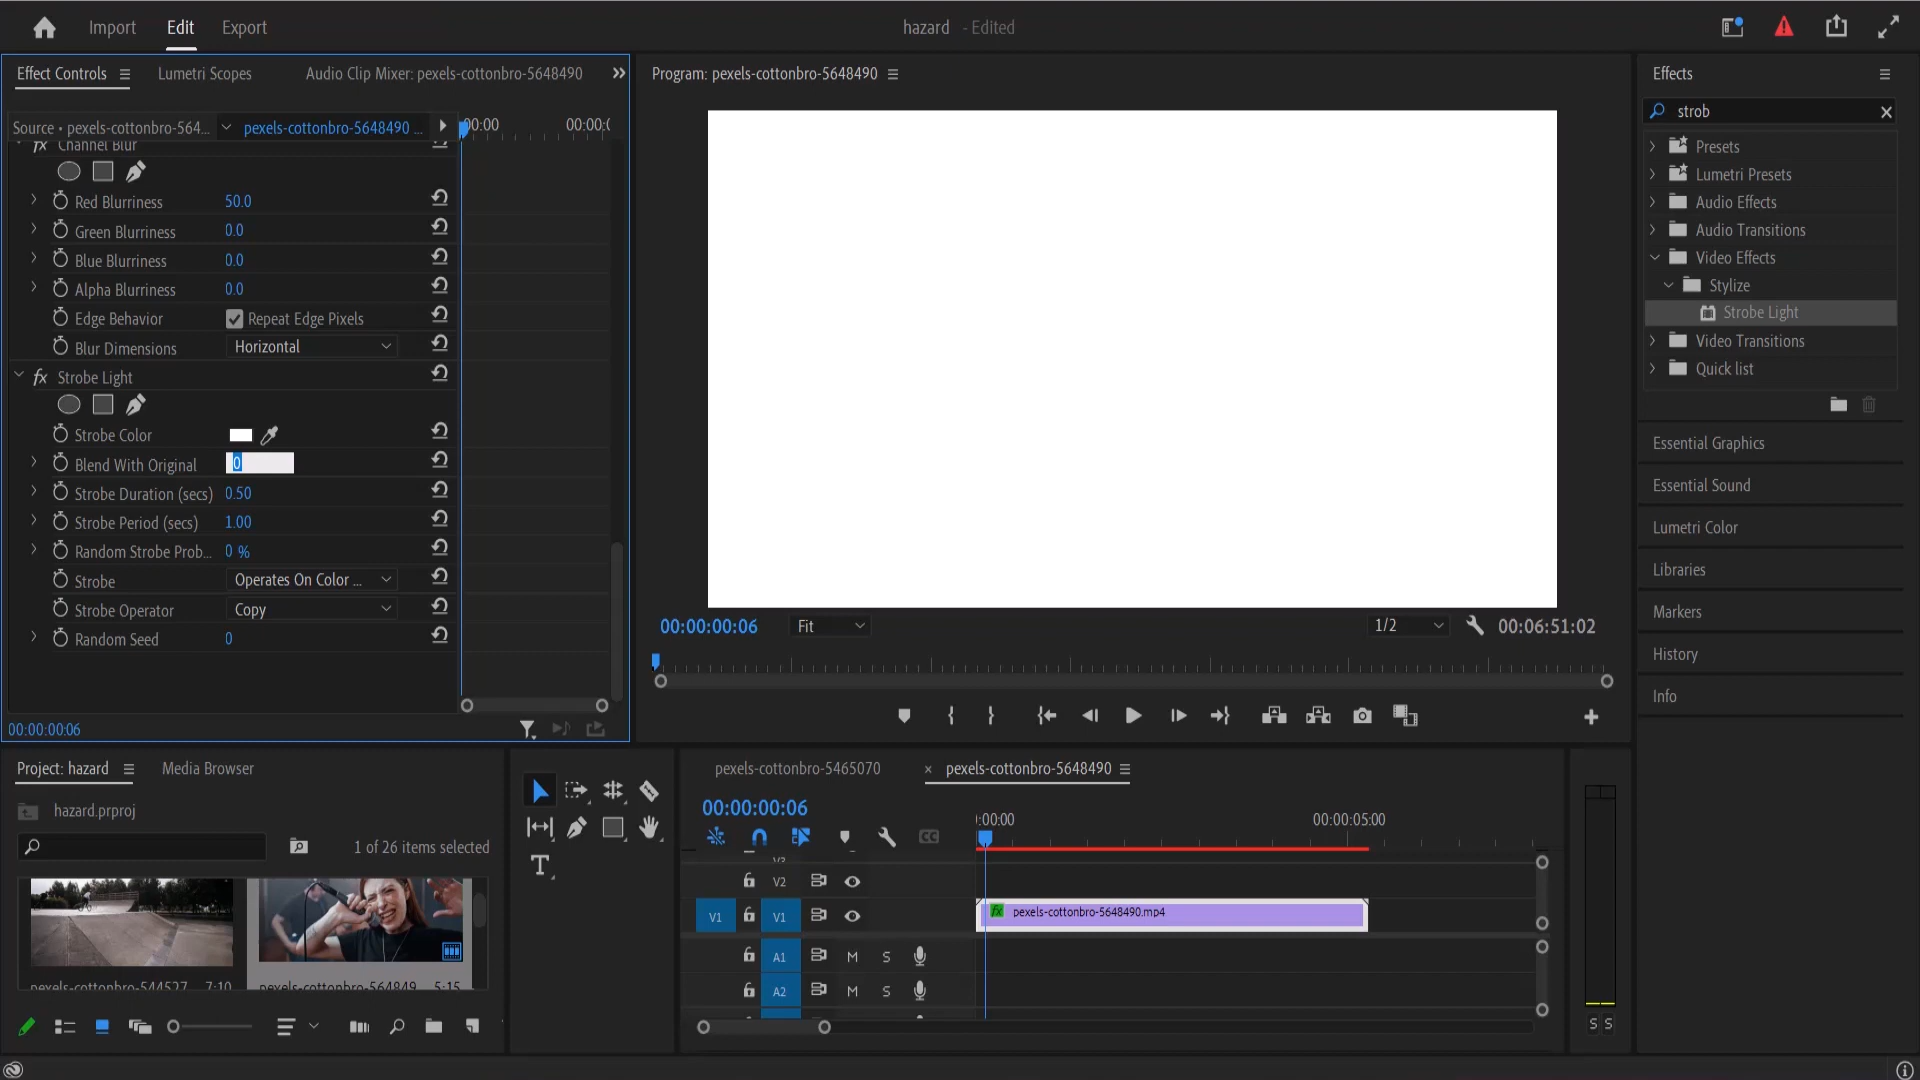 Import Edit Export hazard - Edited
Effect Controls Lumetri Scopes Audio Clip Mixer: pexels-cottonbro-5648490
Program: pexels-cottonbro-5648490
Effects
Source • pexels-cottonbro-564... pexels-cottonbro-5648490 ... :00:00 00:00:(
Channel Blur
Red Blurriness 50.0
Green Blurriness 0.0
Blue Blurriness 0.0
Alpha Blurriness 0.0
Edge Behavior Repeat Edge Pixels
Blur Dimensions Horizontal
fx Strobe Light
Strobe Color
Blend With Original 0
Strobe Duration (secs) 0.50
Strobe Period (secs) 1.00
Random Strobe Prob... 0 %
Strobe Operates On Color ...
Strobe Operator Copy
Random Seed 0
00:00:00:06
00:00:00:06 Fit 1/2 00:06:51:02
strob
Presets
Lumetri Presets
Audio Effects
Audio Transitions
Video Effects
Stylize
Strobe Light
Video Transitions
Quick list
Essential Graphics
Essential Sound
Lumetri Color
Libraries
Markers
History
Info
Project: hazard Media Browser
hazard.prproj
1 of 26 items selected
pexels-cottonbro-544527 7:10 pexels-cottonbro-564849 5:15
T
pexels-cottonbro-5465070 × pexels-cottonbro-5648490
00:00:00:06
:00:00 00:00:05:00
CC
V3
V2
V1 V1 fx pexels-cottonbro-5648490.mp4
A1 M S
A2 M S
S S